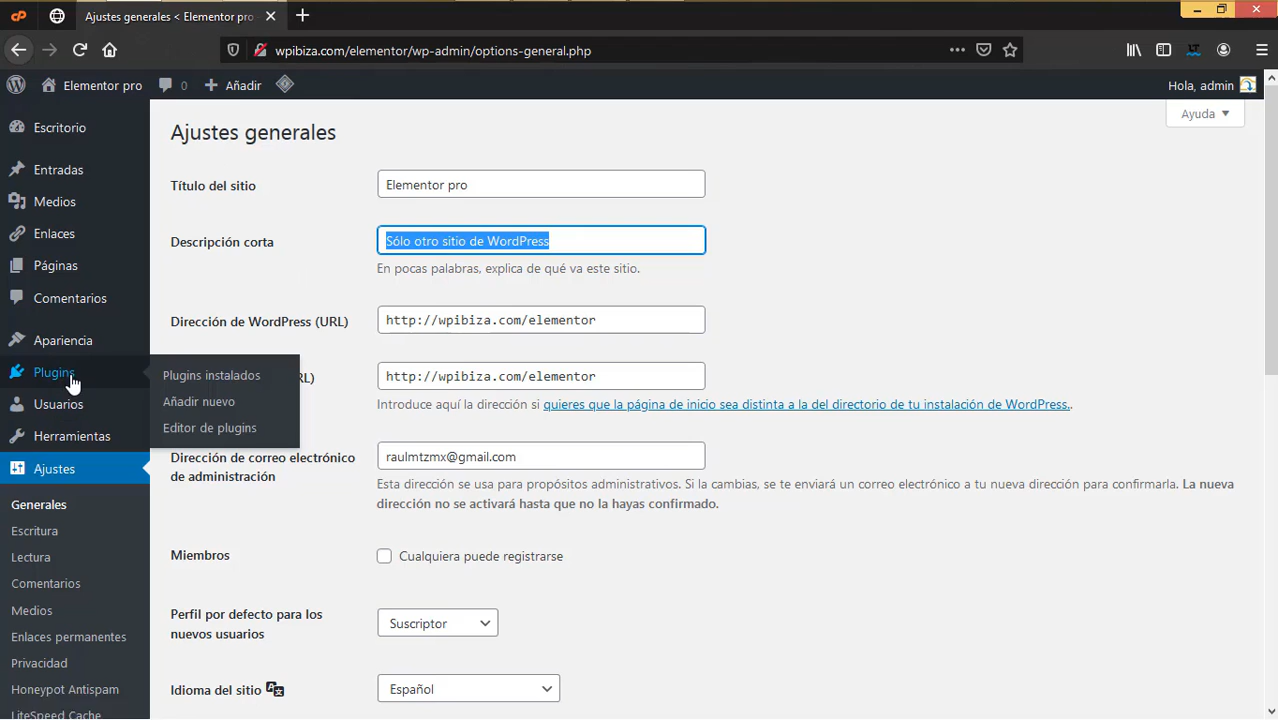 Ajustes generales < Elementor pro
wpibiza.com/elementor/wp-admin/options-general.php
Elementor pro
0
Añadir
Hola, admin
Ayuda
Escritorio
Entradas
Medios
Enlaces
Páginas
Comentarios
Apariencia
Plugins
Usuarios
Herramientas
Ajustes
Generales
Escritura
Lectura
Comentarios
Medios
Enlaces permanentes
Privacidad
Honeypot Antispam
LiteSpeed Cache
Plugins instalados
Añadir nuevo
Editor de plugins
Ajustes generales
Título del sitio
Elementor pro
Descripción corta
Sólo otro sitio de WordPress
En pocas palabras, explica de qué va este sitio.
Dirección de WordPress (URL)
http://wpibiza.com/elementor
RL)
http://wpibiza.com/elementor
Introduce aquí la dirección si quieres que la página de inicio sea distinta a la del directorio de tu instalación de WordPress..
Dirección de correo electrónico
de administración
raulmtzmx@gmail.com
Esta dirección se usa para propósitos administrativos. Si la cambias, se te enviará un correo electrónico a tu nueva dirección para confirmarla. La nueva
dirección no se activará hasta que no la hayas confirmado.
Miembros
Cualquiera puede registrarse
Perfil por defecto para los
nuevos usuarios
Suscriptor
Idioma del sitio
Español